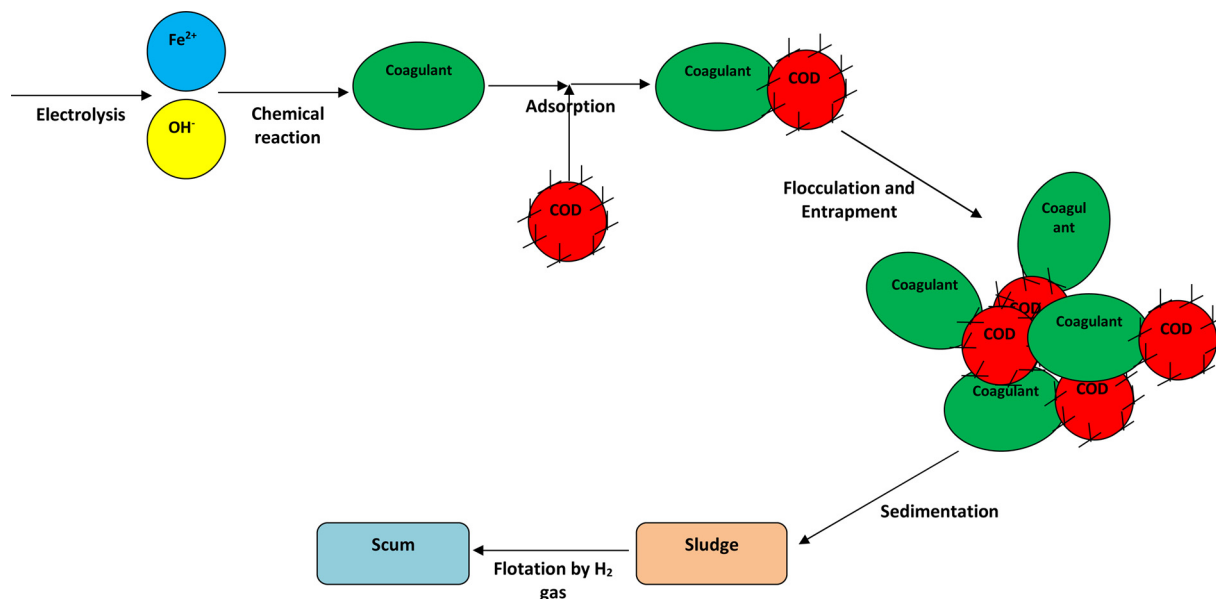 Fe²⁺
OH⁻
Electrolysis
Chemical
reaction
Coagulant
Adsorption
COD
Coagulant
COD
Flocculation and
Entrapment
Coagul
ant
Coagulant
COD
COD
Coagulant
COD
Coagulant
COD
Sedimentation
Sludge
Flotation by H₂
gas
Scum